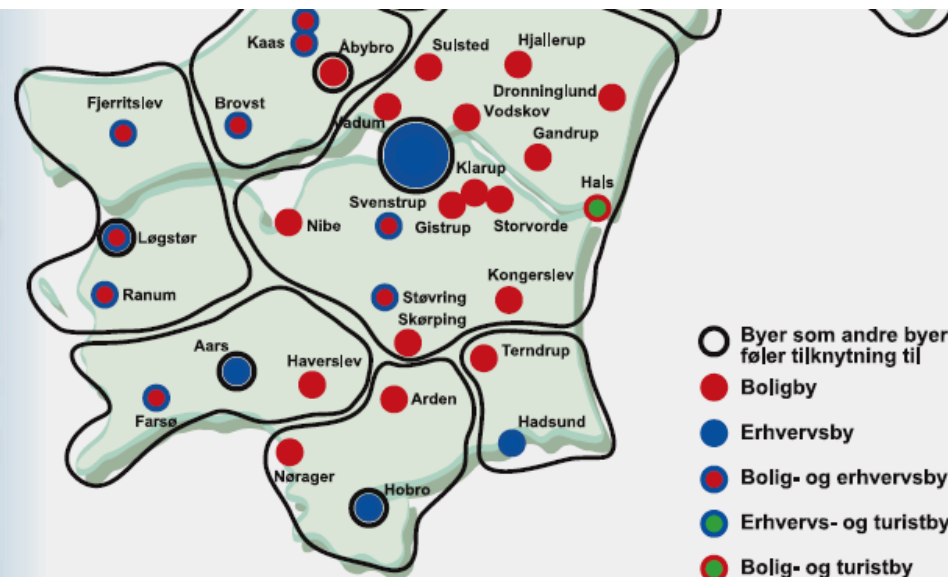 Kaas
Åbybro
Sulsted
Hjallerup
Dronninglund
Fjerritslev
Brovst
Vadum
Vodskov
Gandrup
Klarup
Hals
Svenstrup
Nibe
Gistrup
Storvorde
Løgstør
Ranum
Støvring
Kongerslev
Skørping
Aars
Haverslev
Terndrup
Farsø
Arden
Hadsund
Nørager
Hobro
Byer som andre byer
føler tilknytning til
Boligby
Erhvervsby
Bolig- og erhvervsby
Erhvervs- og turistby
Bolig- og turistby